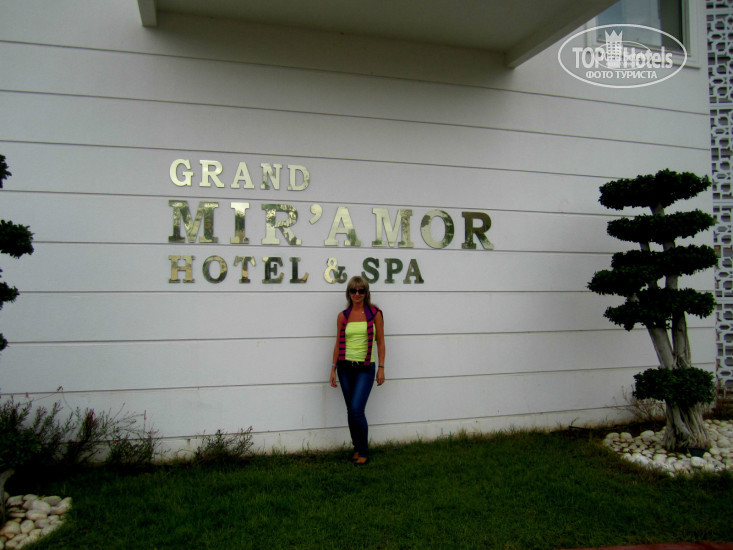 TOP Hotels
ФОТО ТУРИСТА
GRAND
MIR'AMOR
HOTEL & SPA